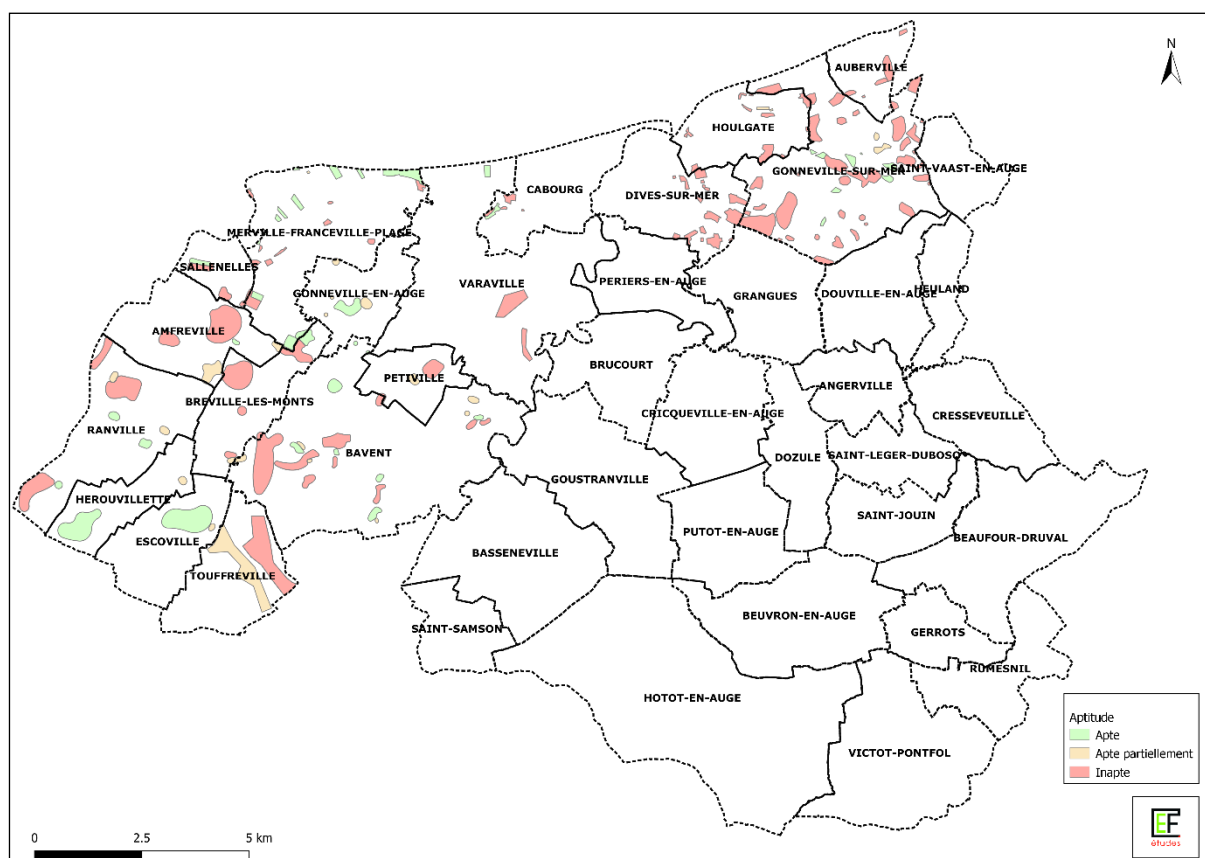 N
AUBERVILLE
HOULGATE
GONNEVILLE-SUR-MER
SAINT-VAAST-EN-AUGE
CABOURG
DIVES-SUR-MER
MERVILLE-FRANCEVILLE-PLAGE
SALLENELLES
GONNEVILLE-EN-AUGE
VARAVILLE
PERIERS-EN-AUGE
GRANGUES
DOUVILLE-EN-AUGE
HEULAND
AMFREVILLE
BRUCOURT
PETIVILLE
ANGERVILLE
BREVILLE-LES-MONTS
CRICQUEVILLE-EN-AUGE
CRESSEVEUILLE
RANVILLE
BAVENT
DOZULE
SAINT-LEGER-DUBOSQ
GOUSTRANVILLE
HEROUVILLETTE
SAINT-JOUIN
ESCOVILLE
PUTOT-EN-AUGE
BEAUFOUR-DRUVAL
BASSENEVILLE
TOUFFREVILLE
BEUVRON-EN-AUGE
SAINT-SAMSON
GERROTS
RUMESNIL
HOTOT-EN-AUGE
VICTOT-PONTFOL
Aptitude
Apte
Apte partiellement
Inapte
0 2.5 5 km
EF
études